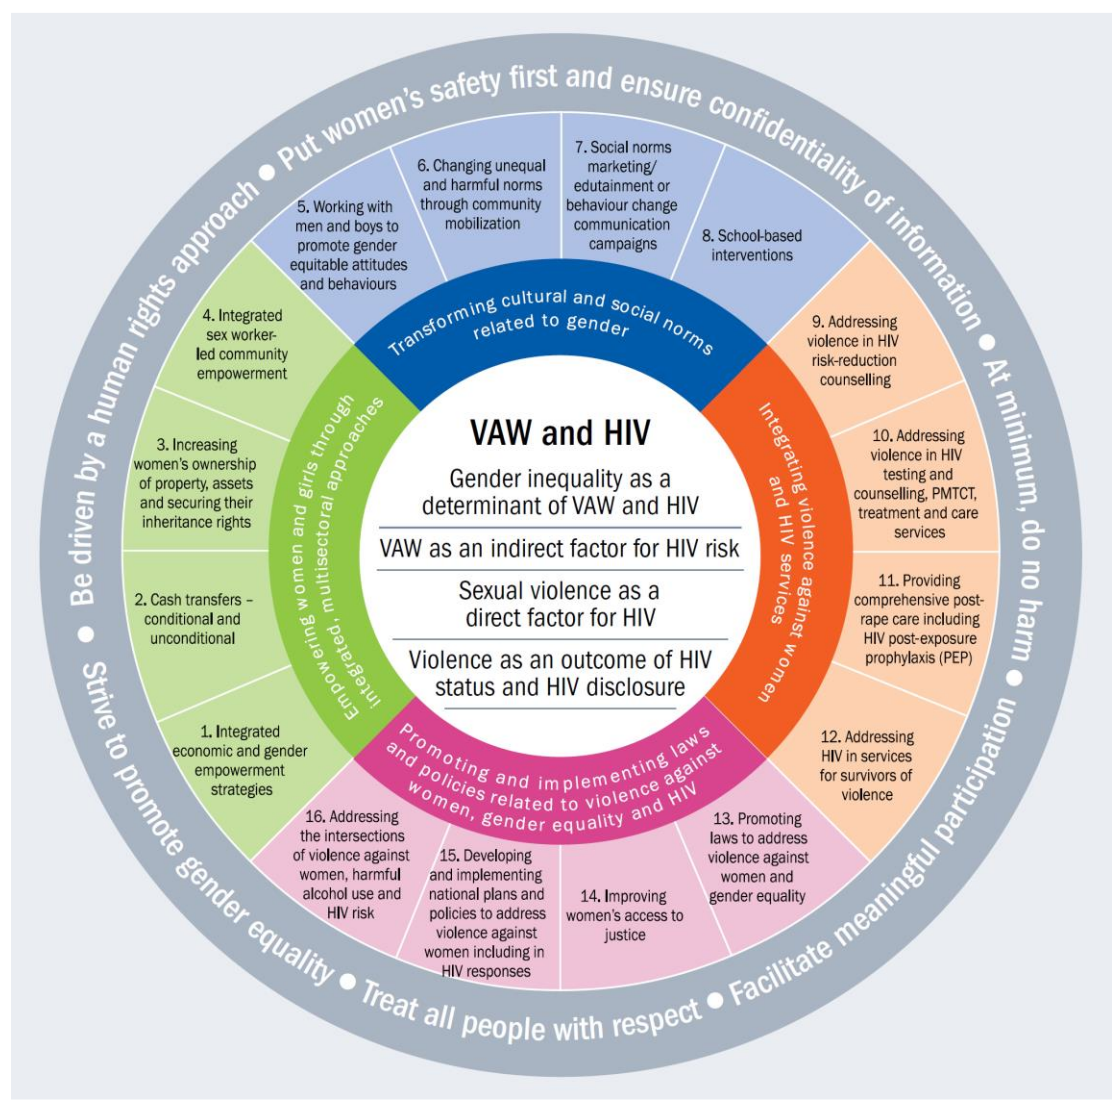 Put women's safety first and ensure confidentiality of information
At minimum, do no harm
Facilitate meaningful participation
Treat all people with respect
Strive to promote gender equality
Be driven by a human rights approach
VAW and HIV
Gender inequality as a
determinant of VAW and HIV
VAW as an indirect factor for HIV risk
Sexual violence as a
direct factor for HIV
Violence as an outcome of HIV
status and HIV disclosure
Empowering women and girls through
integrated, multisectoral approaches
1. Integrated
economic and gender
empowerment
strategies
2. Cash transfers –
conditional and
unconditional
3. Increasing
women's ownership
of property, assets
and securing their
inheritance rights
4. Integrated
sex worker-
led community
empowerment
Transforming cultural and social norms
related to gender
5. Working with
men and boys to
promote gender
equitable attitudes
and behaviours
6. Changing unequal
and harmful norms
through community
mobilization
7. Social norms
marketing/
edutainment or
behaviour change
communication
campaigns
8. School-based
interventions
Integrating violence against women
and HIV services
9. Addressing
violence in HIV
risk-reduction
counselling
10. Addressing
violence in HIV
testing and
counselling, PMTCT,
treatment and care
services
11. Providing
comprehensive post-
rape care including
HIV post-exposure
prophylaxis (PEP)
12. Addressing
HIV in services
for survivors of
violence
Promoting and implementing laws
and policies related to violence against
women, gender equality and HIV
13. Promoting
laws to address
violence against
women and
gender equality
14. Improving
women's access to
justice
15. Developing
and implementing
national plans and
policies to address
violence against
women including in
HIV responses
16. Addressing
the intersections
of violence against
women, harmful
alcohol use and
HIV risk